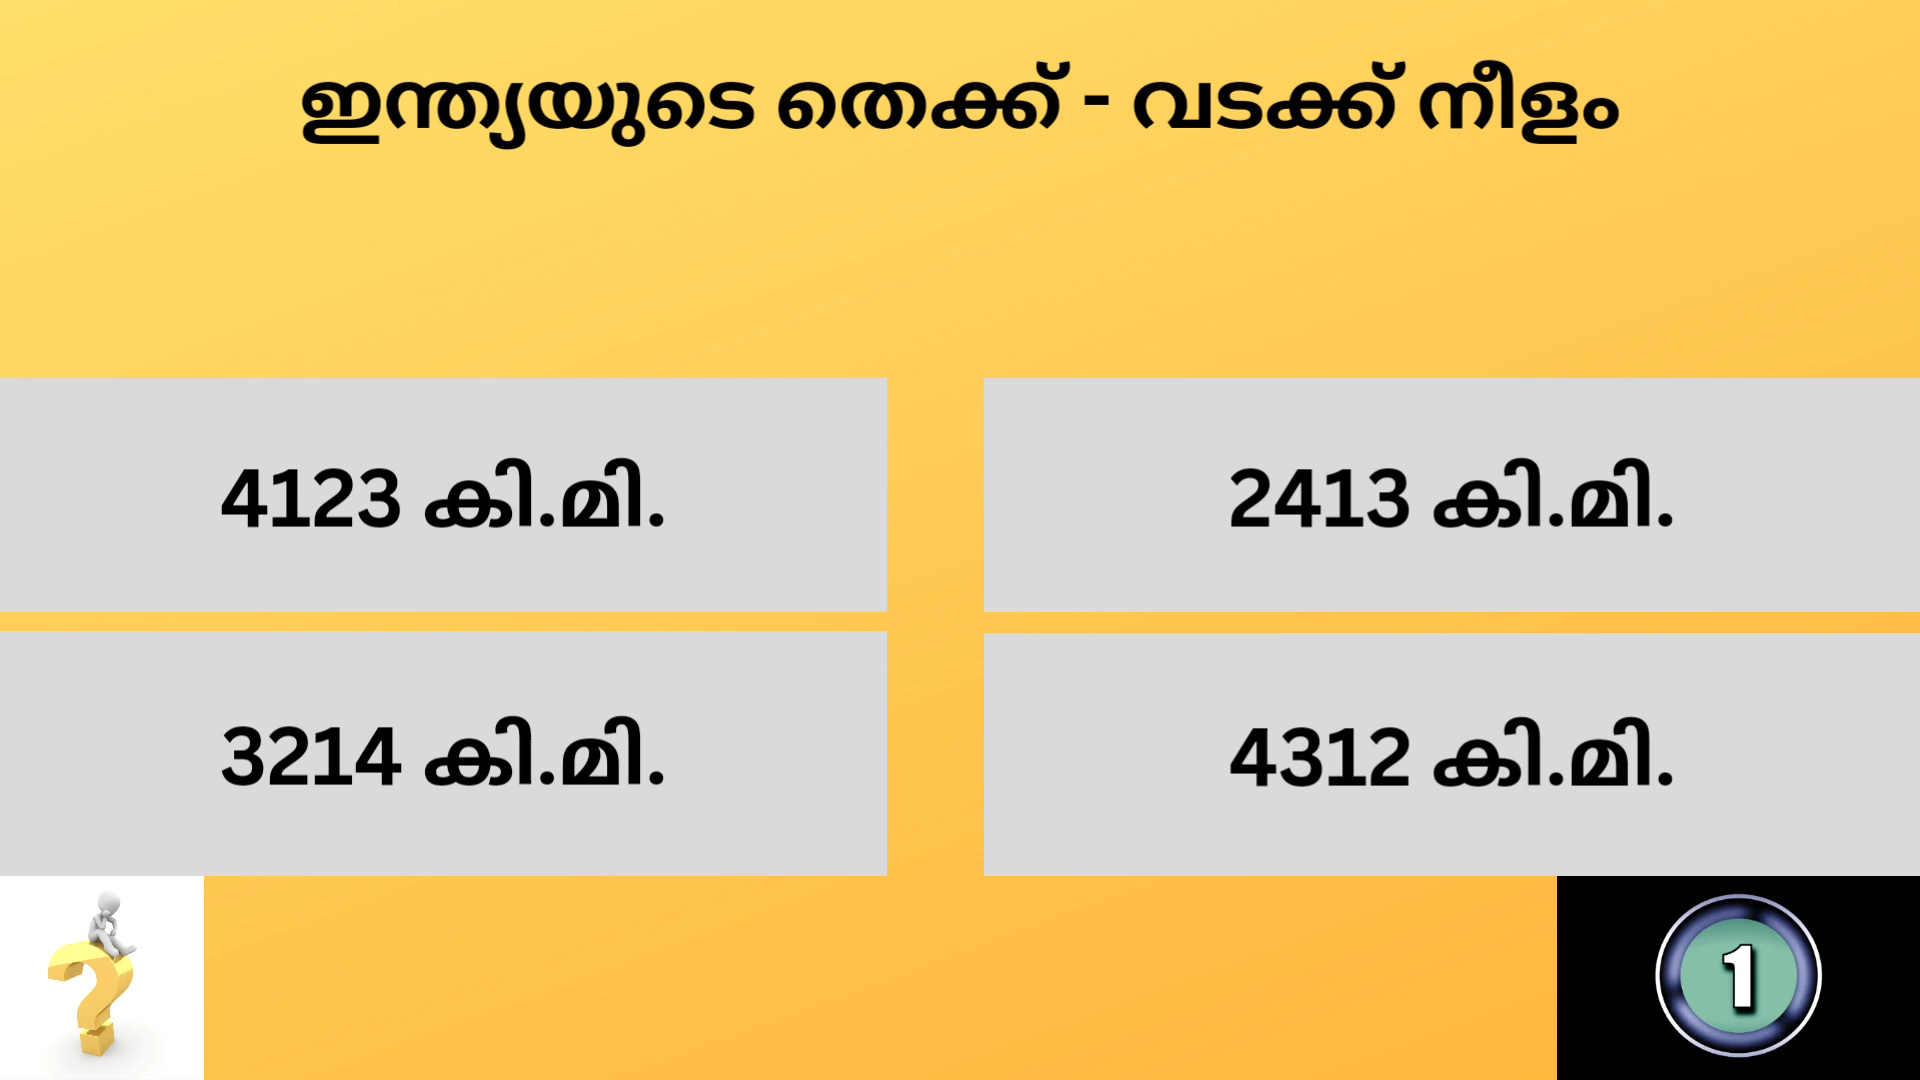 ഇന്ത്യയുടെ തെക്ക് - വടക്ക് നീളം
4123 കി.മി.
2413 കി.മി.
3214 കി.മി.
4312 കി.മി.
1